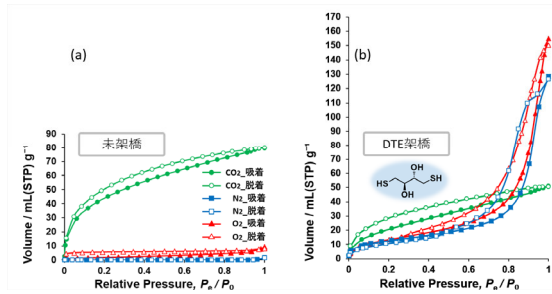 (a)
未架橋
Volume / mL(STP) g⁻¹
90
80
70
60
50
40
30
20
10
0
0 0.2 0.4 0.6 0.8 1
Relative Pressure, Pe / P0
CO₂_吸着
CO₂_脱着
N₂_吸着
N₂_脱着
O₂_吸着
O₂_脱着
(b)
DTE架橋
OH
HS
SH
OH
Volume / mL(STP) g⁻¹
170
160
150
140
130
120
110
100
90
80
70
60
50
40
30
20
10
0
0 0.2 0.4 0.6 0.8 1
Relative Pressure, Pe / P0